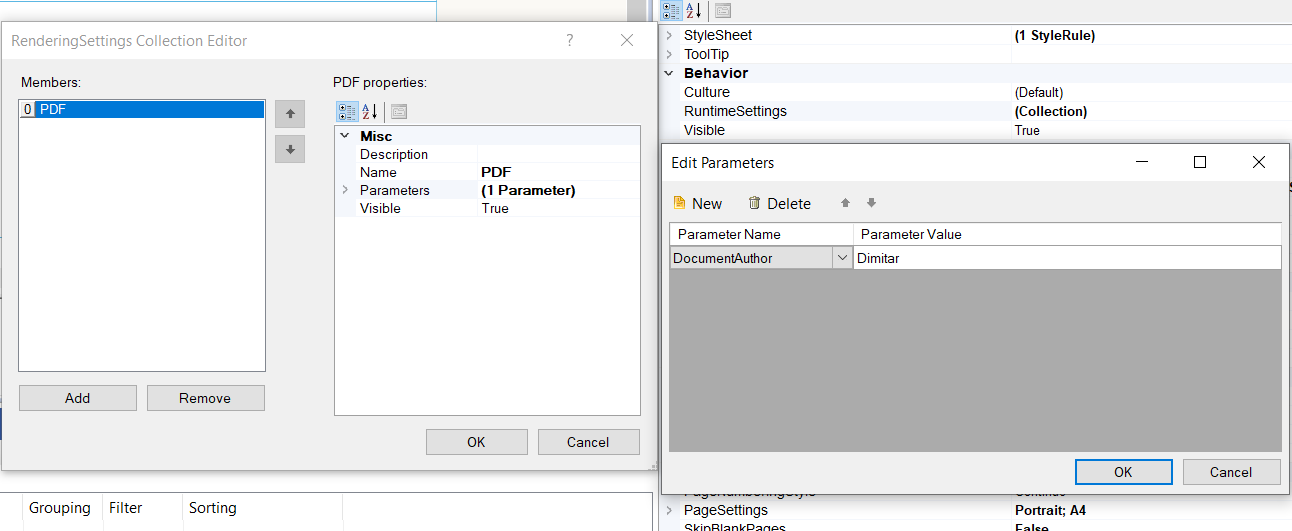 RenderingSettings Collection Editor
?
Members:
0 PDF
Add
Remove
PDF properties:
Misc
Description
Name PDF
Parameters (1 Parameter)
Visible True
OK
Cancel
Grouping Filter Sorting
StyleSheet (1 StyleRule)
ToolTip
Behavior
Culture (Default)
RuntimeSettings (Collection)
Visible True
Edit Parameters
New
Delete
Parameter Name Parameter Value
DocumentAuthor Dimitar
OK
Cancel
PageNumberingStyle Continue
PageSettings Portrait; A4
SkipBlankPages False